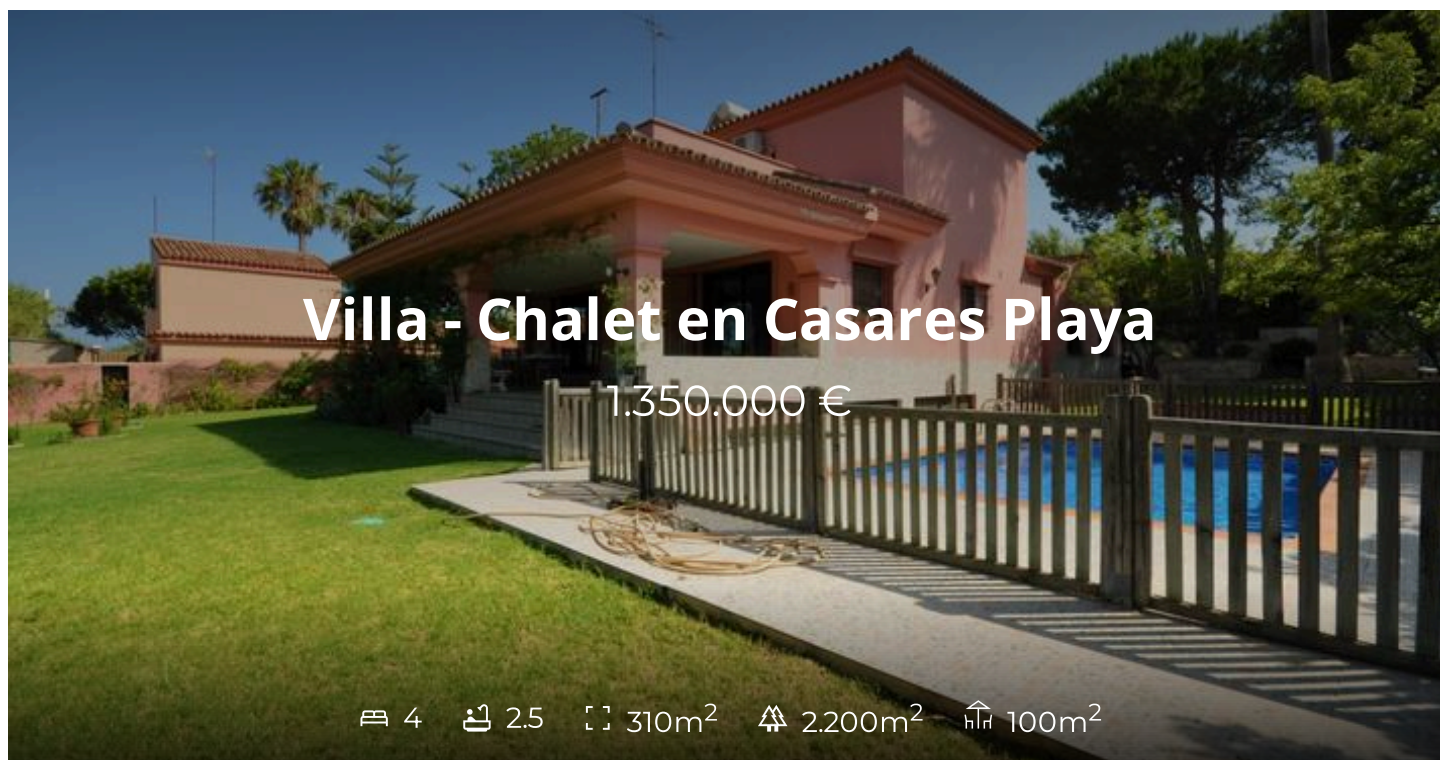 Villa - Chalet en Casares Playa
1.350.000 €
4 2.5 310m² 2.200m² 100m²